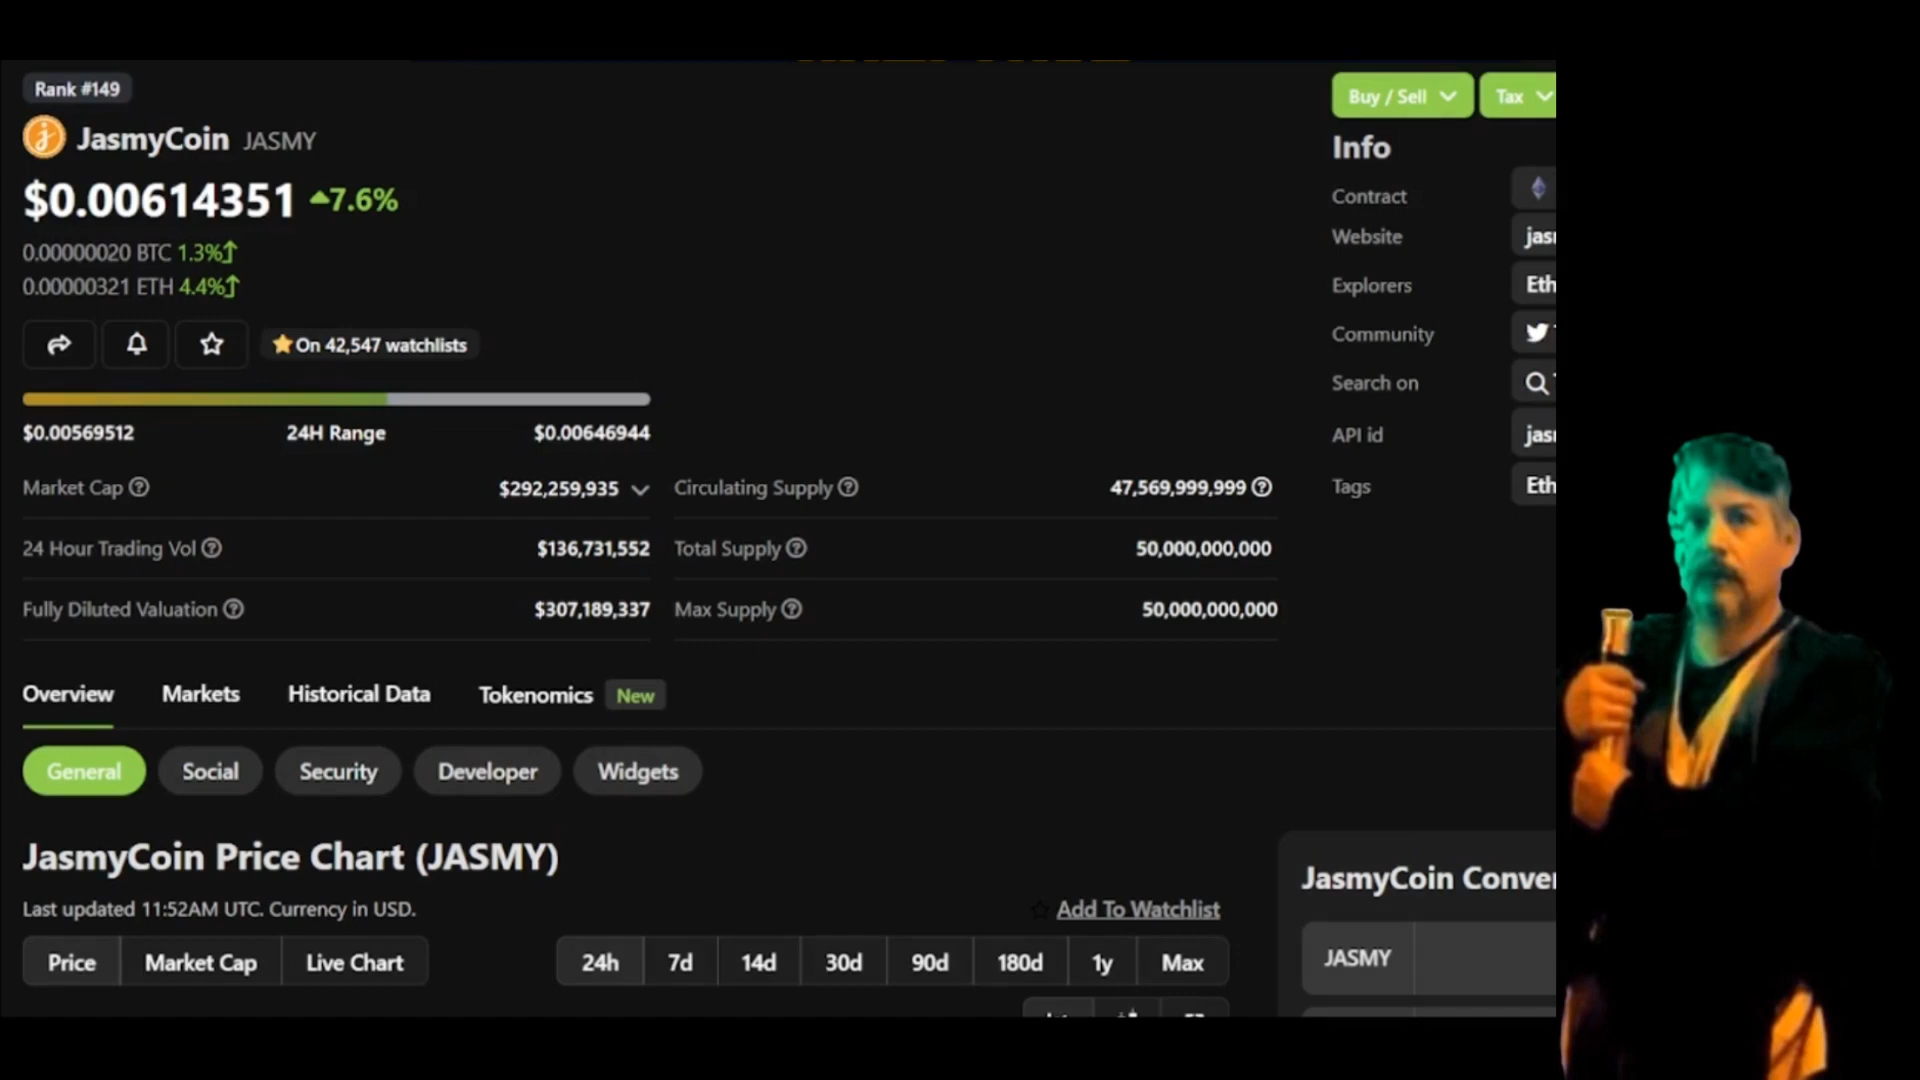 Rank #149
JasmyCoin JASMY
$0.00614351 7.6%
0.00000020 BTC 1.3%
0.00000321 ETH 4.4%
On 42,547 watchlists
$0.00569512 24H Range $0.00646944
Market Cap $292,259,935
24 Hour Trading Vol $136,731,552
Fully Diluted Valuation $307,189,337
Circulating Supply 47,569,999,999
Total Supply 50,000,000,000
Max Supply 50,000,000,000
Buy / Sell Tax
Info
Contract
Website jas
Explorers Eth
Community
Search on
API id jas
Tags Eth
Overview Markets Historical Data Tokenomics New
General Social Security Developer Widgets
JasmyCoin Price Chart (JASMY)
Last updated 11:52AM UTC. Currency in USD.
Add To Watchlist
Price Market Cap Live Chart
24h 7d 14d 30d 90d 180d 1y Max
JasmyCoin Conver
JASMY